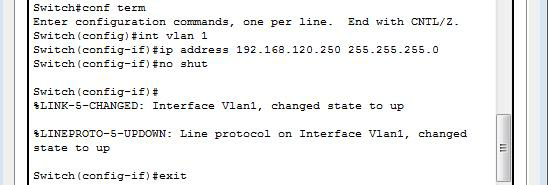 Switch#conf term
Enter configuration commands, one per line.  End with CNTL/Z.
Switch(config)#int vlan 1
Switch(config-if)#ip address 192.168.120.250 255.255.255.0
Switch(config-if)#no shut
Switch(config-if)#
%LINK-5-CHANGED: Interface Vlan1, changed state to up
%LINEPROTO-5-UPDOWN: Line protocol on Interface Vlan1, changed
state to up
Switch(config-if)#exit